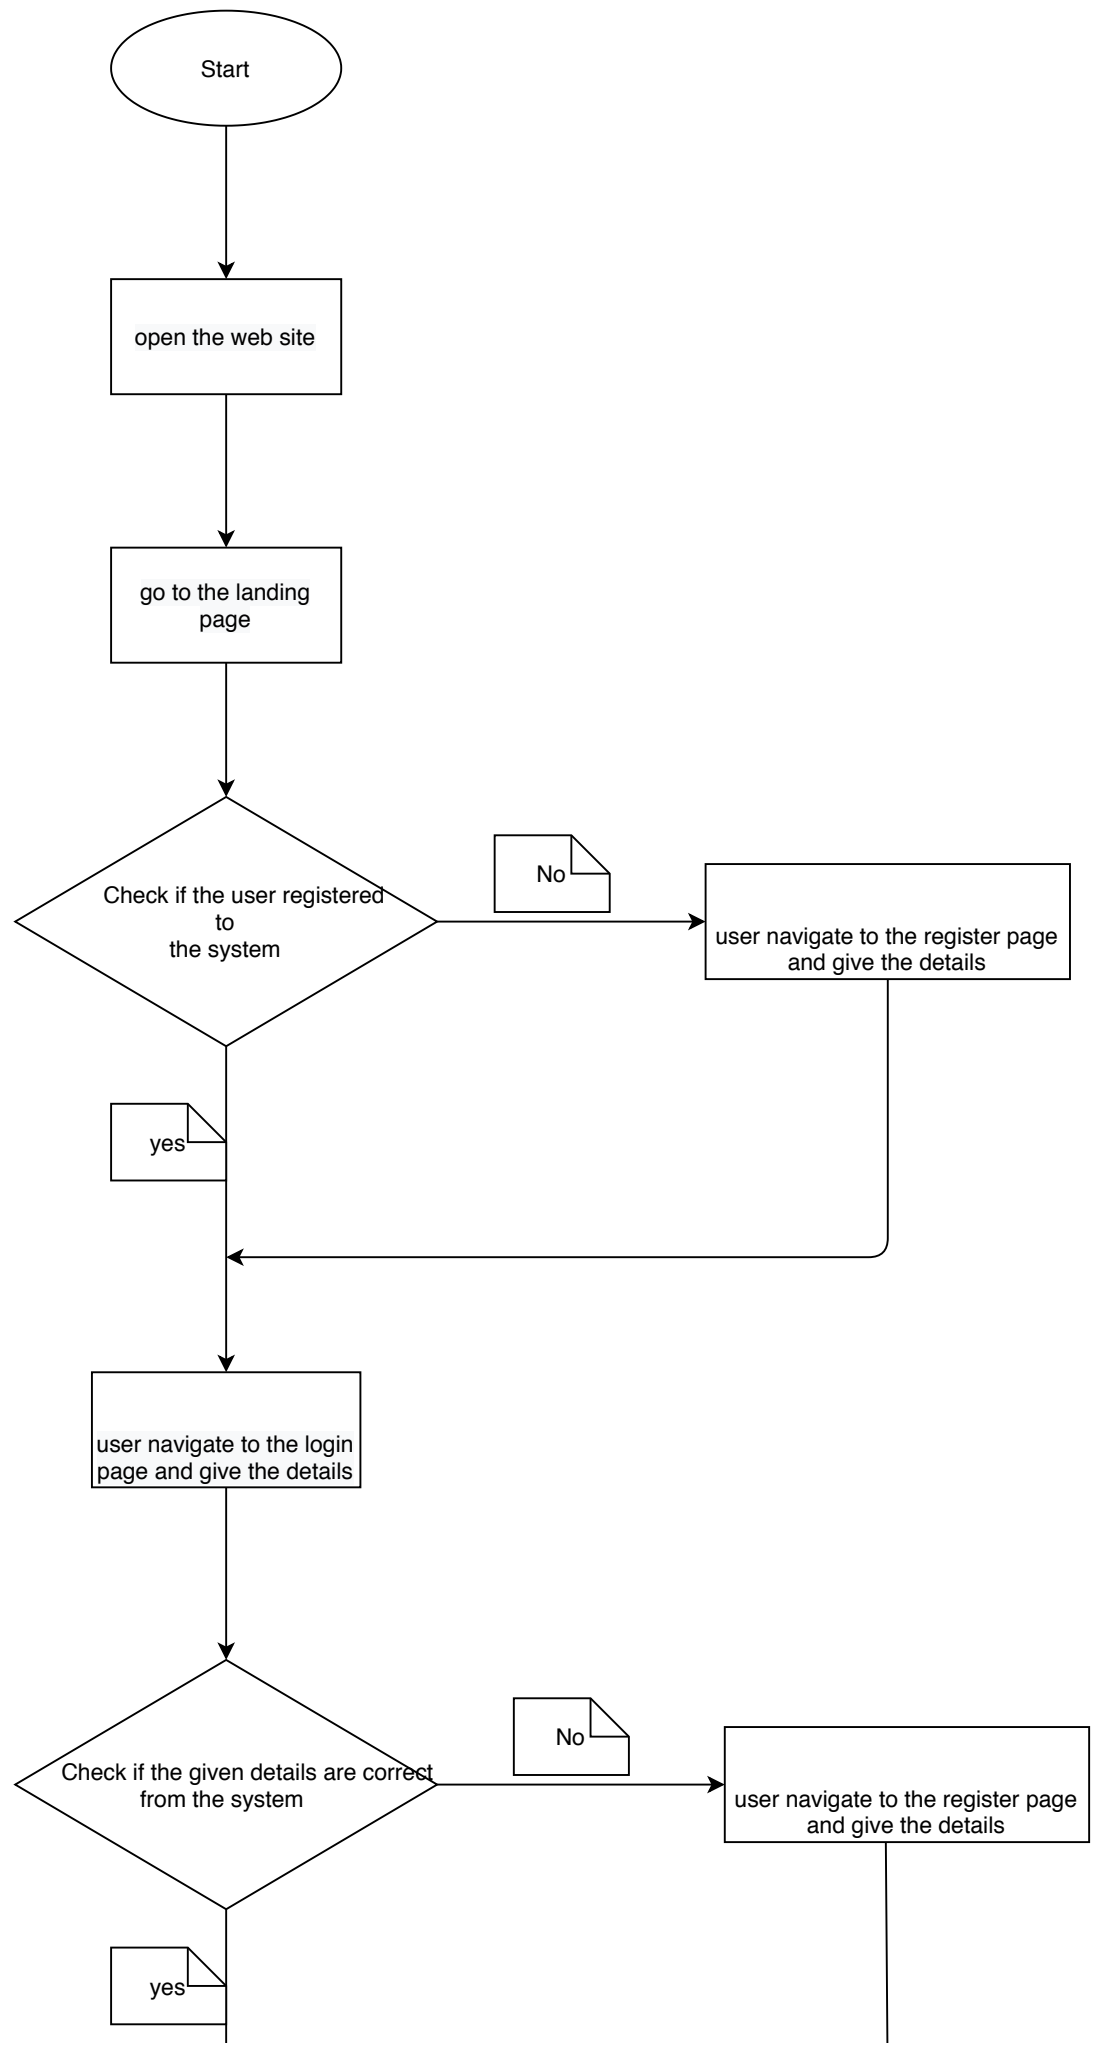 Start
open the web site
go to the landing
page
Check if the user registered
to
the system
No
user navigate to the register page
and give the details
yes
user navigate to the login
page and give the details
Check if the given details are correct
from the system
No
user navigate to the register page
and give the details
yes